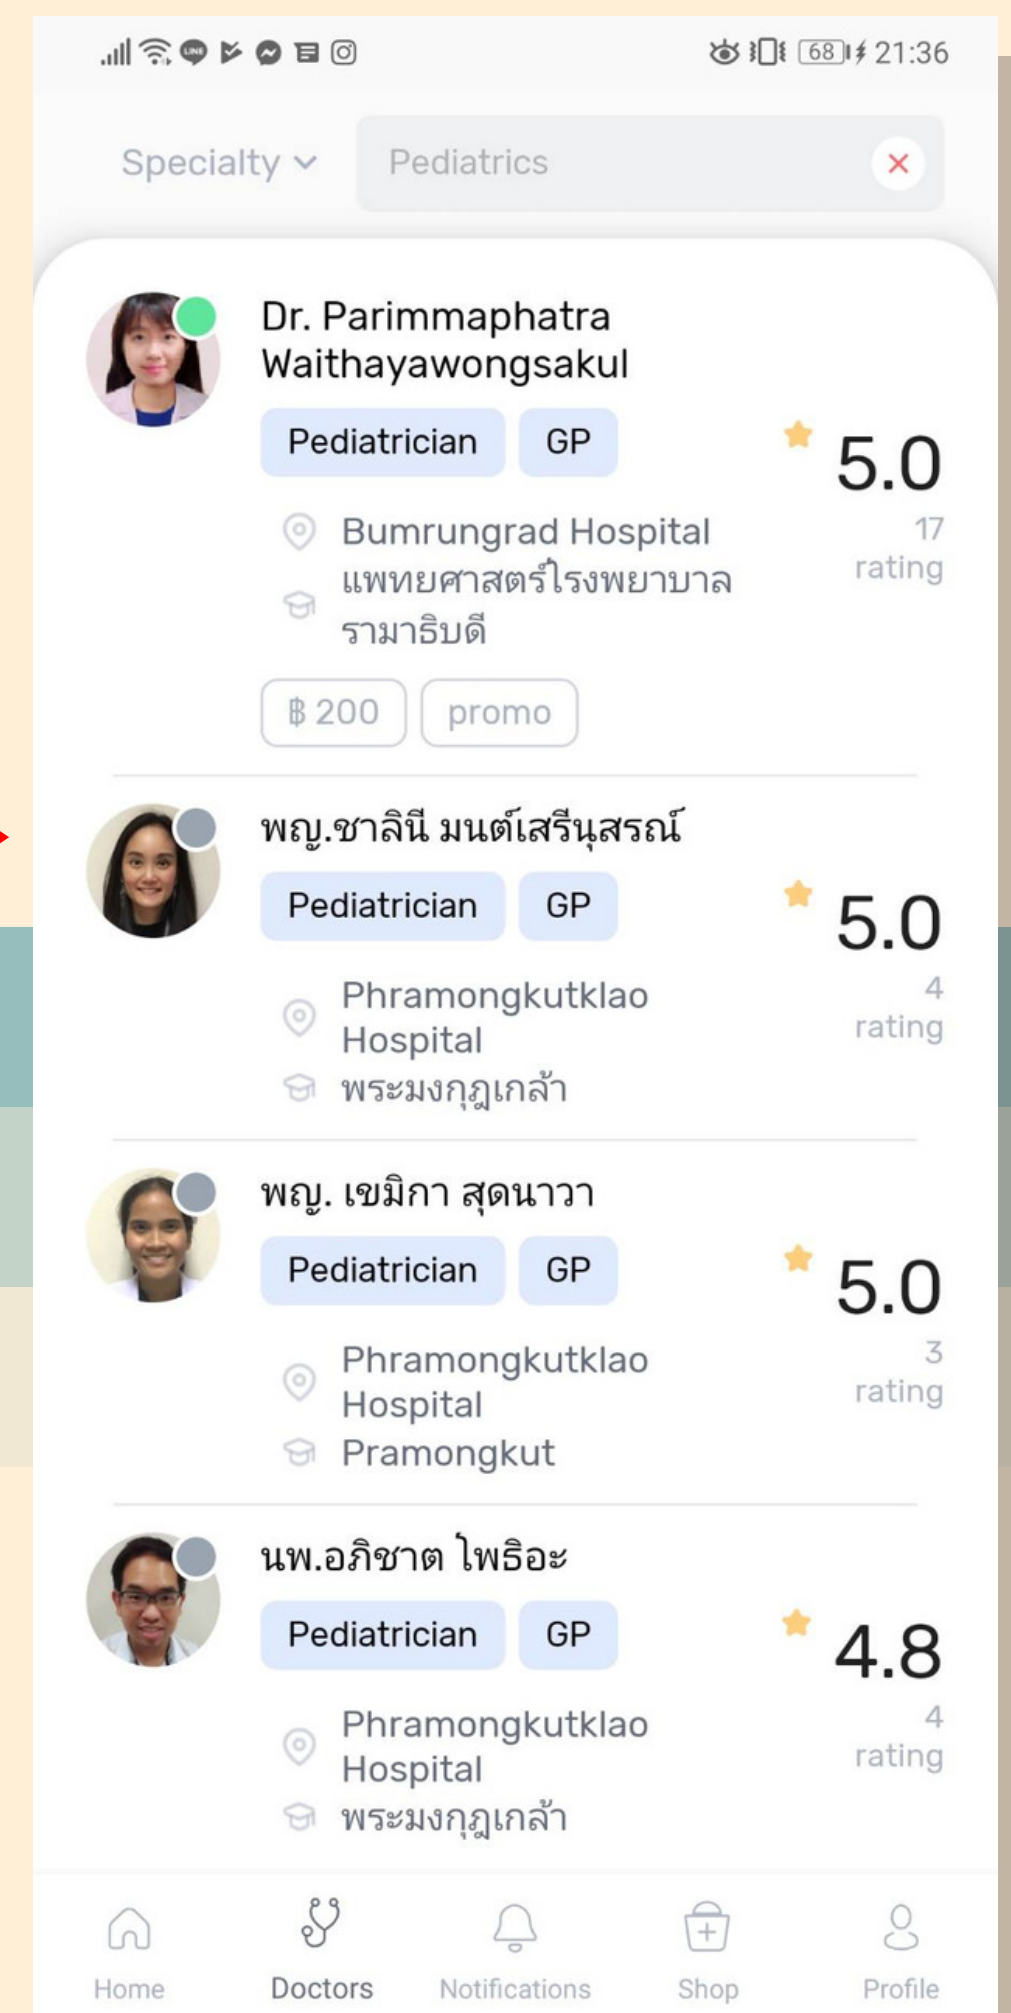 LINE
68 21:36
Specialty Pediatrics
Dr. Parimmaphatra
Waithayawongsakul
Pediatrician GP
5.0
Bumrungrad Hospital
17
rating
แพทยศาสตร์โรงพยาบาล
รามาธิบดี
฿ 200 promo
พญ.ชาลินี มนต์เสรีนุสรณ์
Pediatrician GP
5.0
Phramongkutklao
Hospital
4
rating
พระมงกุฎเกล้า
พญ. เขมิกา สุดนาวา
Pediatrician GP
5.0
Phramongkutklao
Hospital
3
rating
Pramongkut
นพ.อภิชาต โพธิอะ
Pediatrician GP
4.8
Phramongkutklao
Hospital
4
rating
พระมงกุฎเกล้า
Home Doctors Notifications Shop Profile